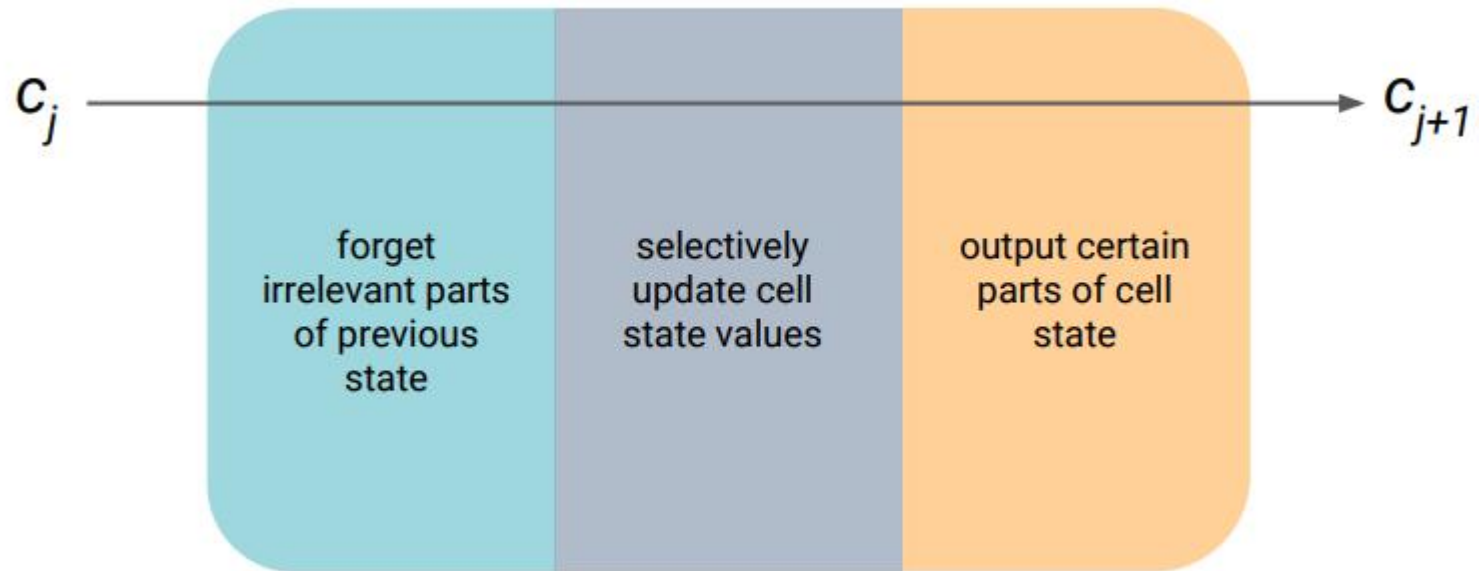 c_j
c_{j+1}
forget
irrelevant parts
of previous
state
selectively
update cell
state values
output certain
parts of cell
state